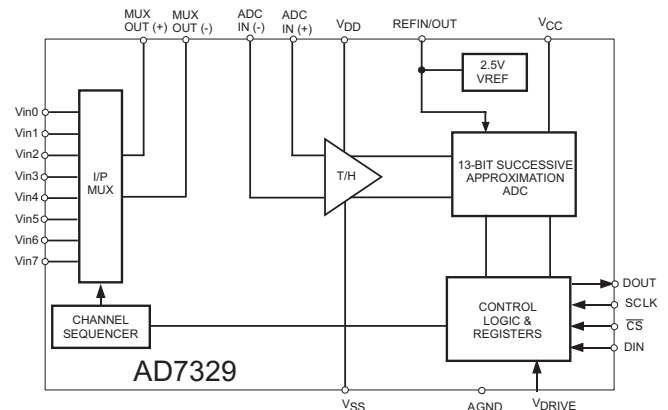 MUX
OUT (+)
MUX
OUT (-)
ADC
IN (-)
ADC
IN (+)
VDD
REFIN/OUT
VCC
2.5V
VREF
Vin0
Vin1
Vin2
Vin3
Vin4
Vin5
Vin6
Vin7
I/P
MUX
T/H
13-BIT SUCCESSIVE
APPROXIMATION
ADC
CHANNEL
SEQUENCER
CONTROL
LOGIC &
REGISTERS
DOUT
SCLK
CS
DIN
AD7329
VSS
AGND
VDRIVE